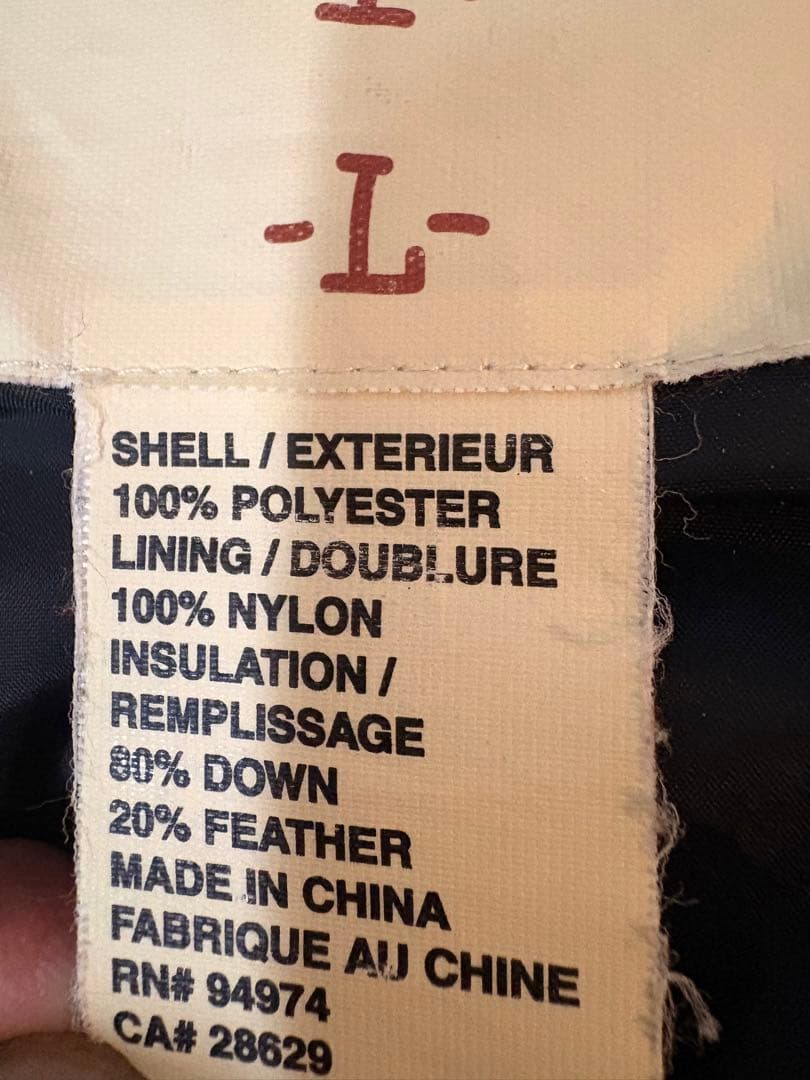 -L-
SHELL / EXTERIEUR
100% POLYESTER
LINING / DOUBLURE
100% NYLON
INSULATION /
REMPLISSAGE
80% DOWN
20% FEATHER
MADE IN CHINA
FABRIQUE AU CHINE
RN# 94974
CA# 28629